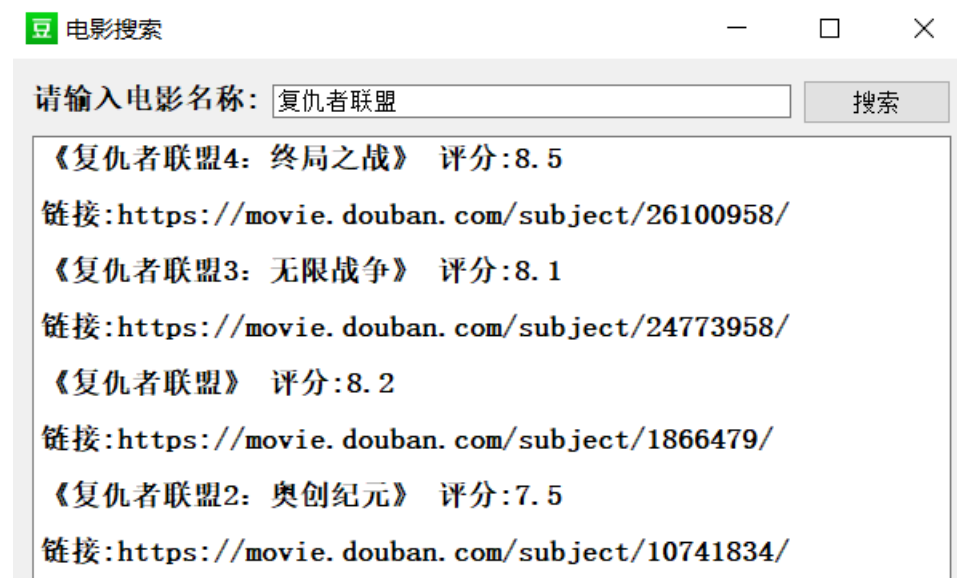 豆 电影搜索
请输入电影名称: 复仇者联盟 搜索
《复仇者联盟4：终局之战》 评分:8.5
链接:https://movie.douban.com/subject/26100958/
《复仇者联盟3：无限战争》 评分:8.1
链接:https://movie.douban.com/subject/24773958/
《复仇者联盟》 评分:8.2
链接:https://movie.douban.com/subject/1866479/
《复仇者联盟2：奥创纪元》 评分:7.5
链接:https://movie.douban.com/subject/10741834/